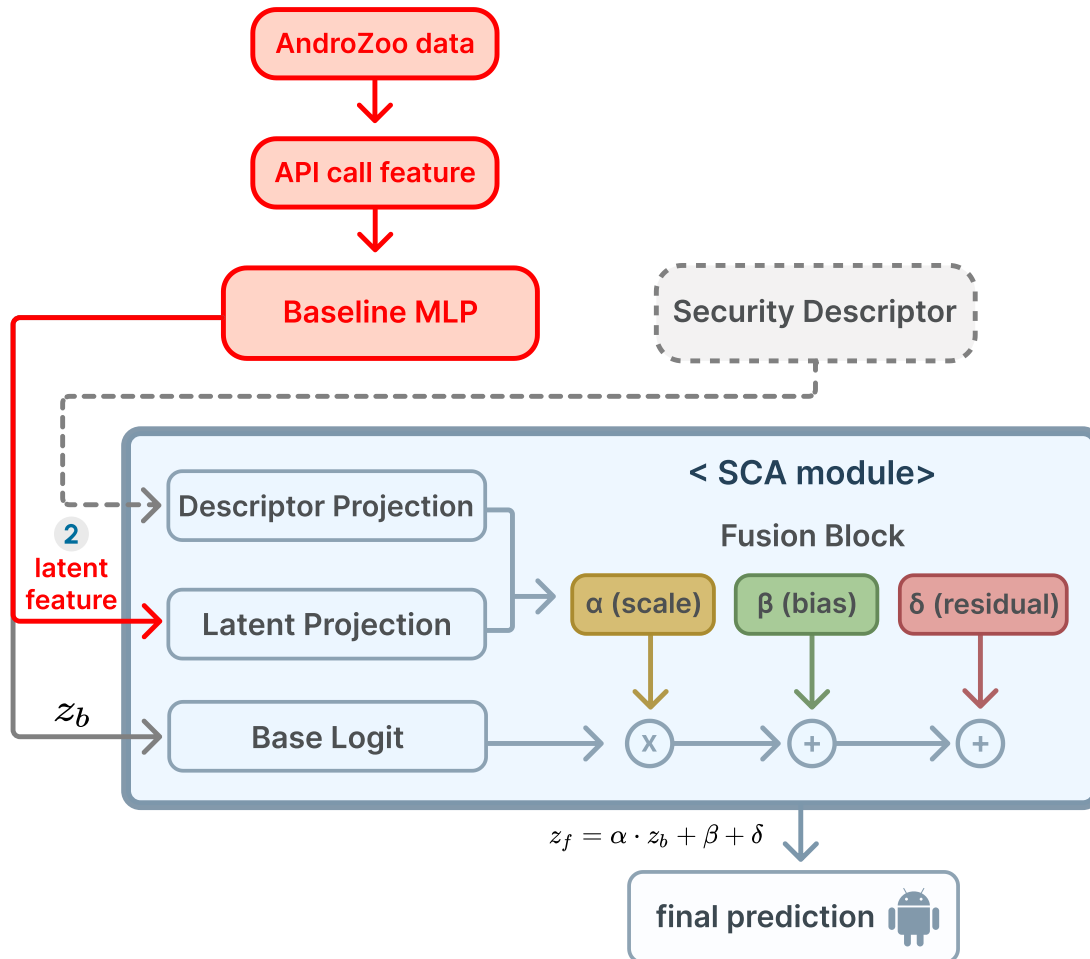 AndroZoo data
API call feature
Baseline MLP
Security Descriptor
< SCA module>
Descriptor Projection
Fusion Block
2
latent
feature
Latent Projection
α (scale)
β (bias)
δ (residual)
z_b
Base Logit
x
+
+
z_f = α · z_b + β + δ
final prediction